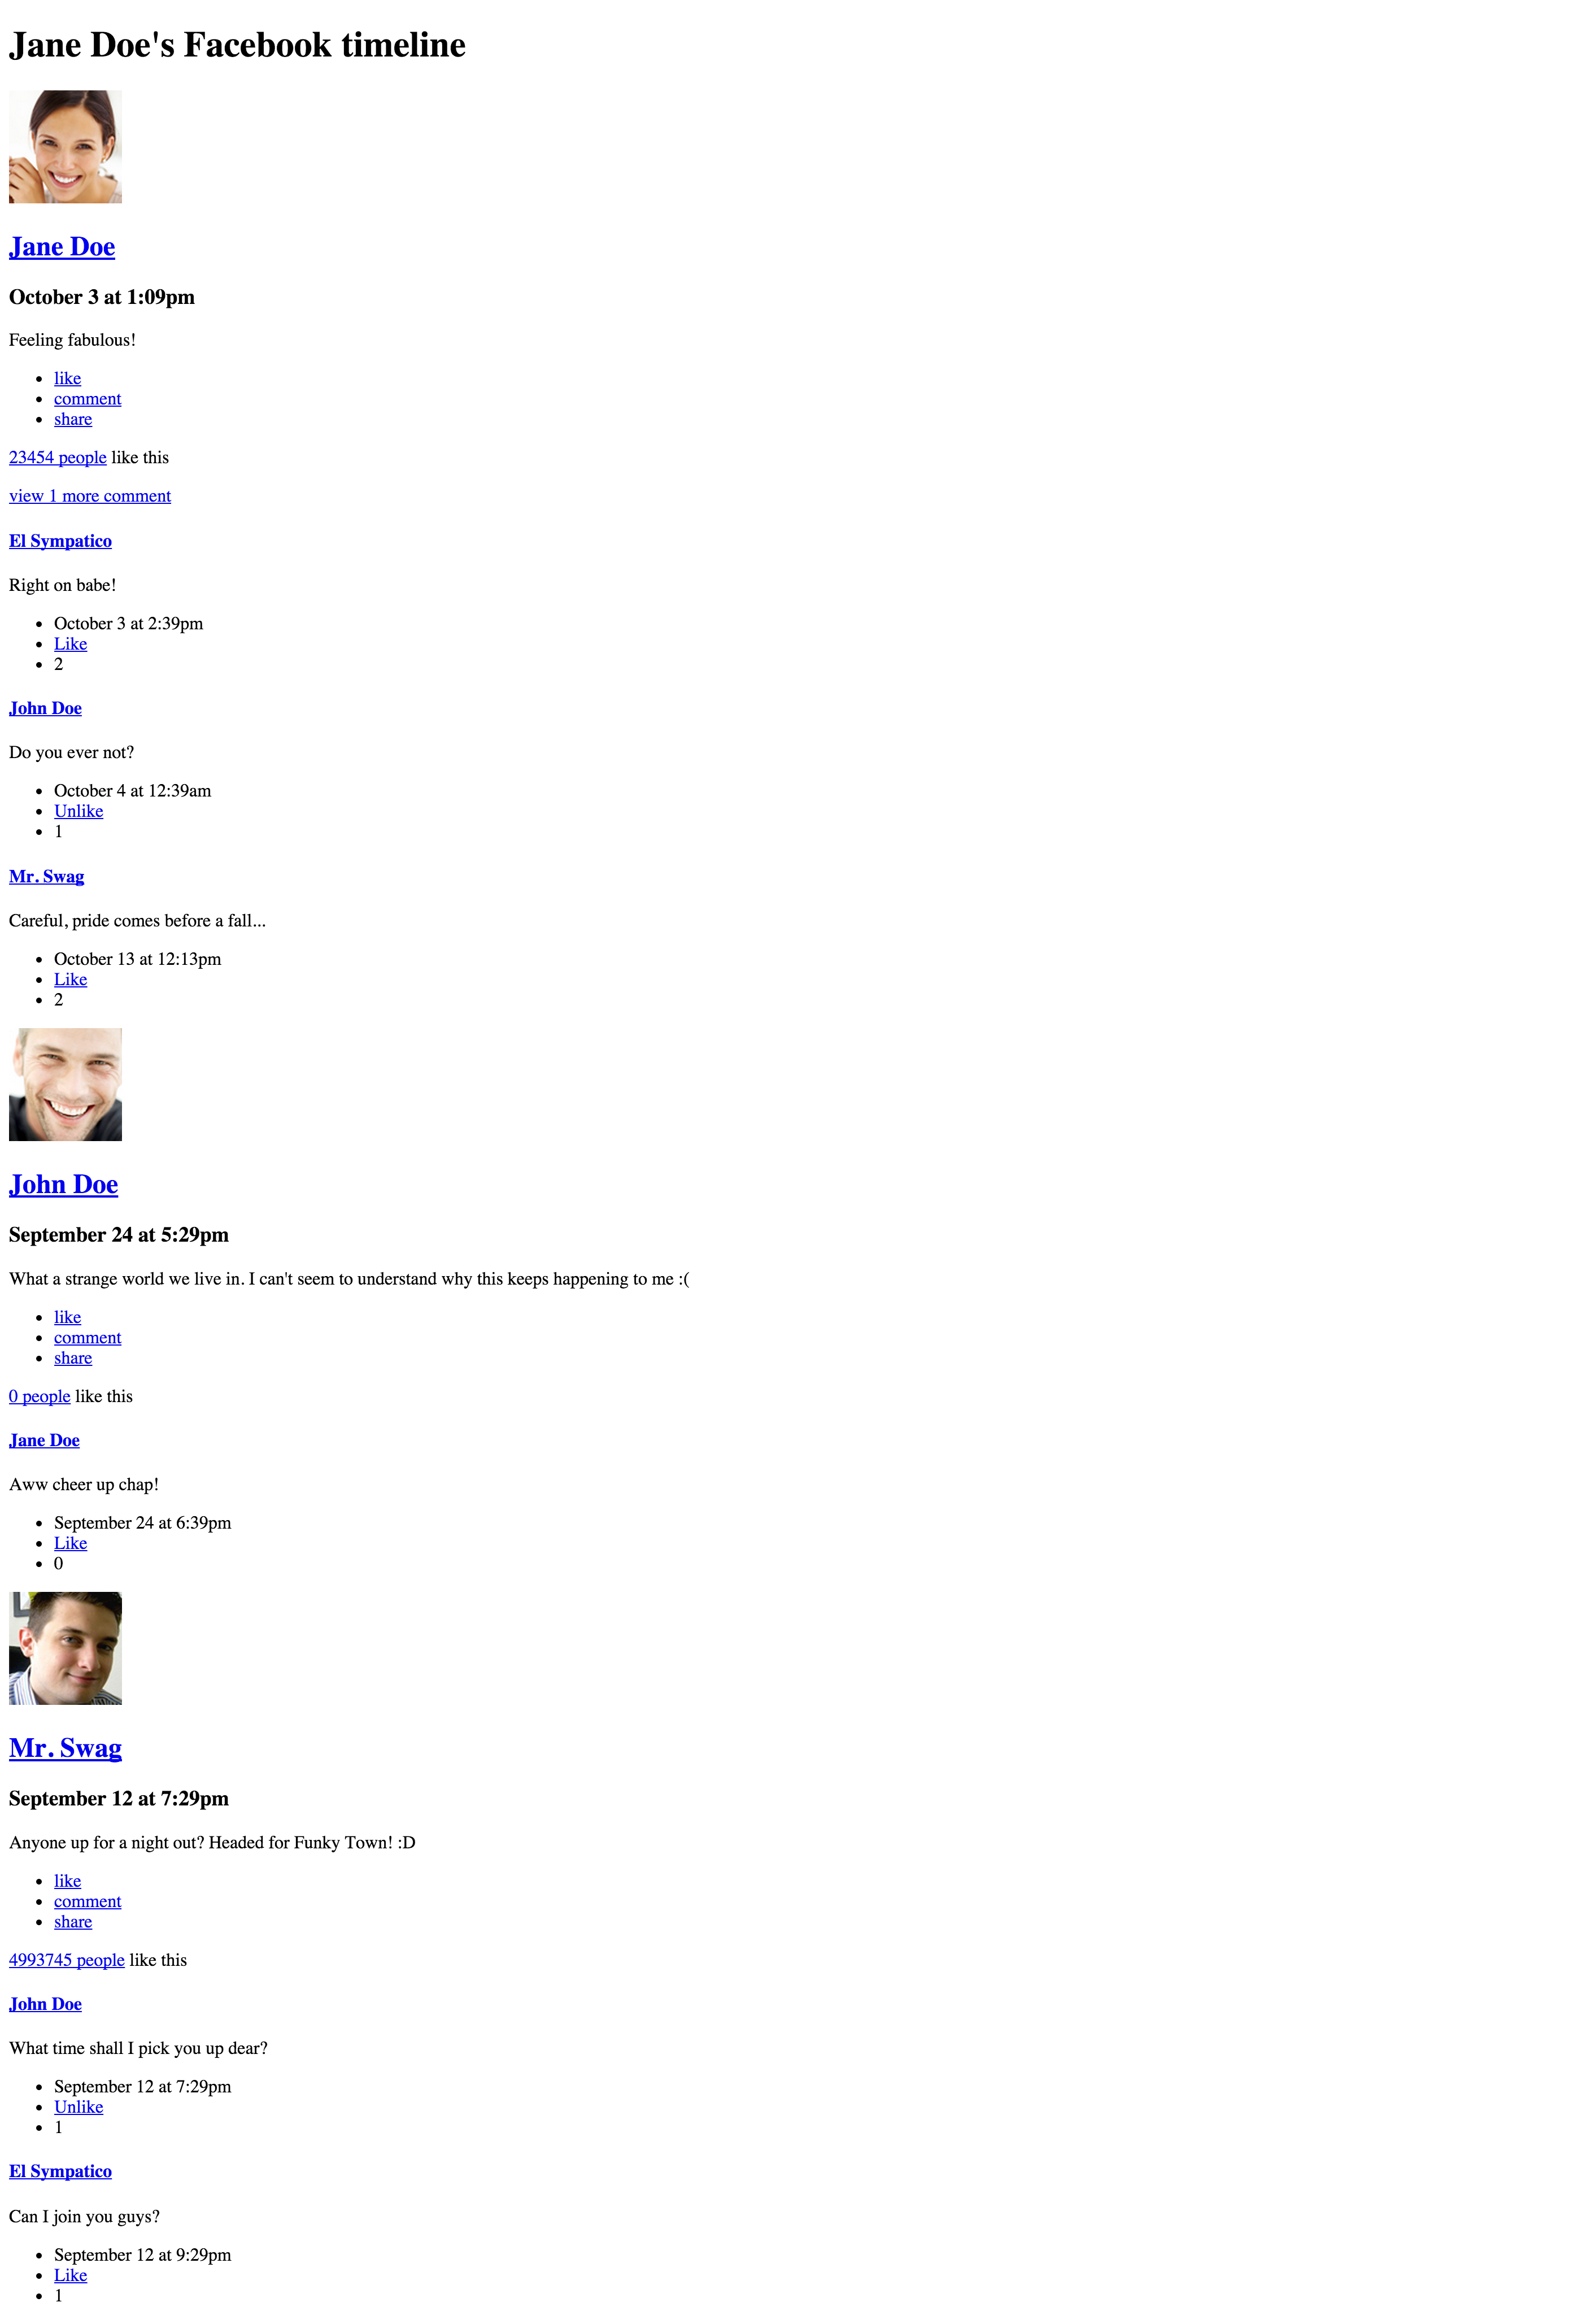 Jane Doe's Facebook timeline
Jane Doe
October 3 at 1:09pm
Feeling fabulous!
• like
• comment
• share
23454 people like this
view 1 more comment
El Sympatico
Right on babe!
• October 3 at 2:39pm
• Like
• 2
John Doe
Do you ever not?
• October 4 at 12:39am
• Unlike
• 1
Mr. Swag
Careful, pride comes before a fall...
• October 13 at 12:13pm
• Like
• 2
John Doe
September 24 at 5:29pm
What a strange world we live in. I can't seem to understand why this keeps happening to me :(
• like
• comment
• share
0 people like this
Jane Doe
Aww cheer up chap!
• September 24 at 6:39pm
• Like
• 0
Mr. Swag
September 12 at 7:29pm
Anyone up for a night out? Headed for Funky Town! :D
• like
• comment
• share
4993745 people like this
John Doe
What time shall I pick you up dear?
• September 12 at 7:29pm
• Unlike
• 1
El Sympatico
Can I join you guys?
• September 12 at 9:29pm
• Like
• 1